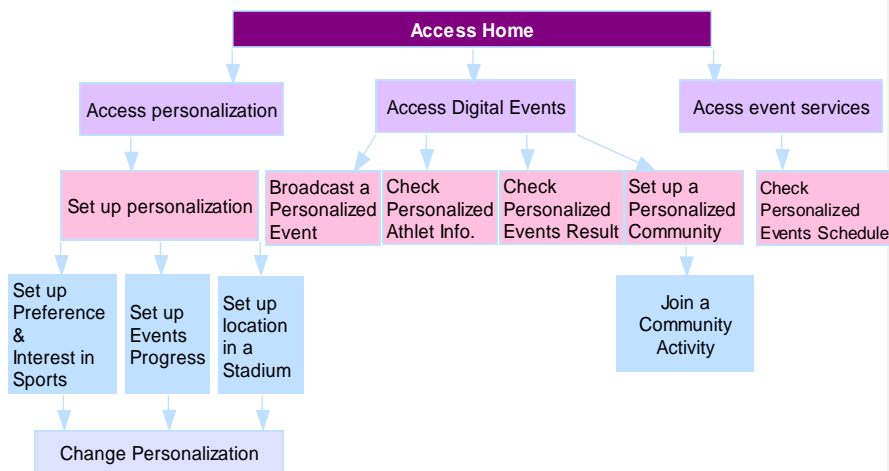 Access Home
Access personalization
Access Digital Events
Acess event services
Set up personalization
Broadcast a
Personalized
Event
Check
Personalized
Athlet Info.
Check
Personalized
Events Result
Set up a
Personalized
Community
Check
Personalized
Events Schedule
Set up
Preference
&
Interest in
Sports
Set up
Events
Progress
Set up
location
in a
Stadium
Join a
Community
Activity
Change Personalization